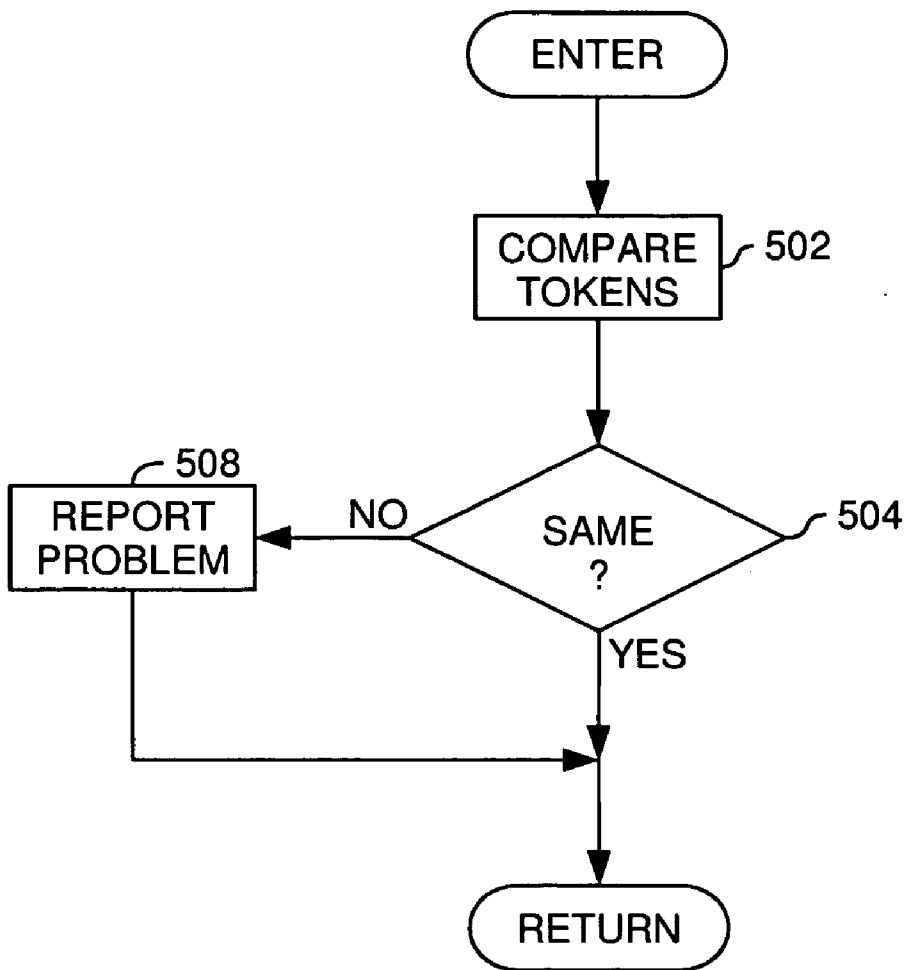 ENTER
COMPARE
TOKENS
502
508
REPORT
PROBLEM
NO
SAME
?
504
YES
RETURN